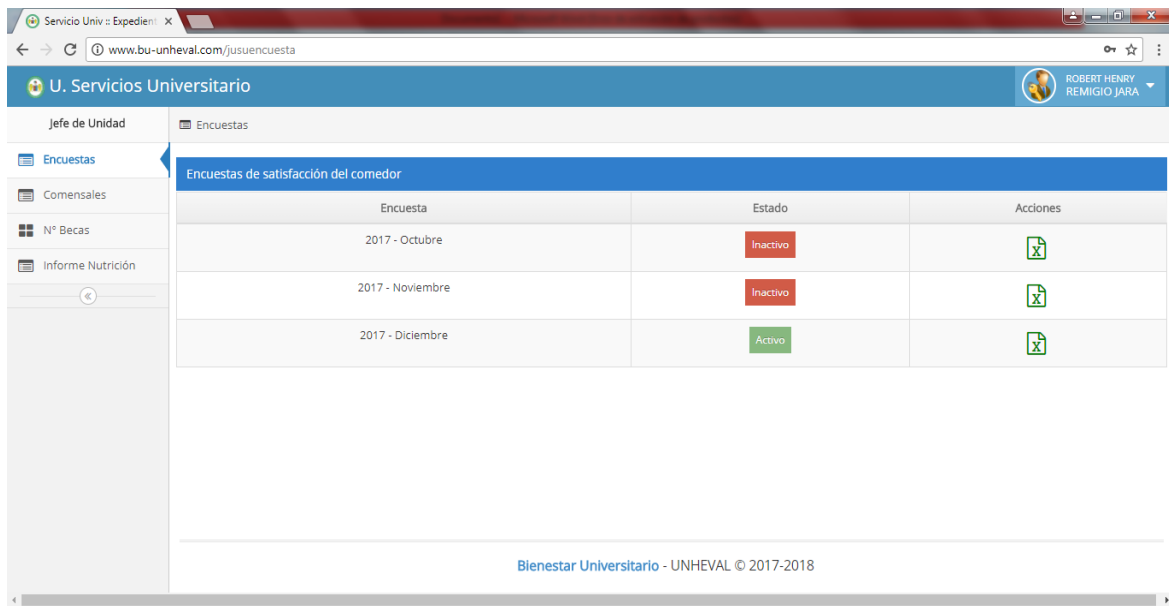 Servicio Univ :: Expedient
www.bu-unheval.com/jusuencuesta
U. Servicios Universitario
ROBERT HENRY
REMIGIO JARA
Jefe de Unidad
Encuestas
Encuestas
Comensales
N° Becas
Informe Nutrición
Encuestas de satisfacción del comedor
Encuesta Estado Acciones
2017 - Octubre Inactivo
2017 - Noviembre Inactivo
2017 - Diciembre Activo
Bienestar Universitario - UNHEVAL © 2017-2018